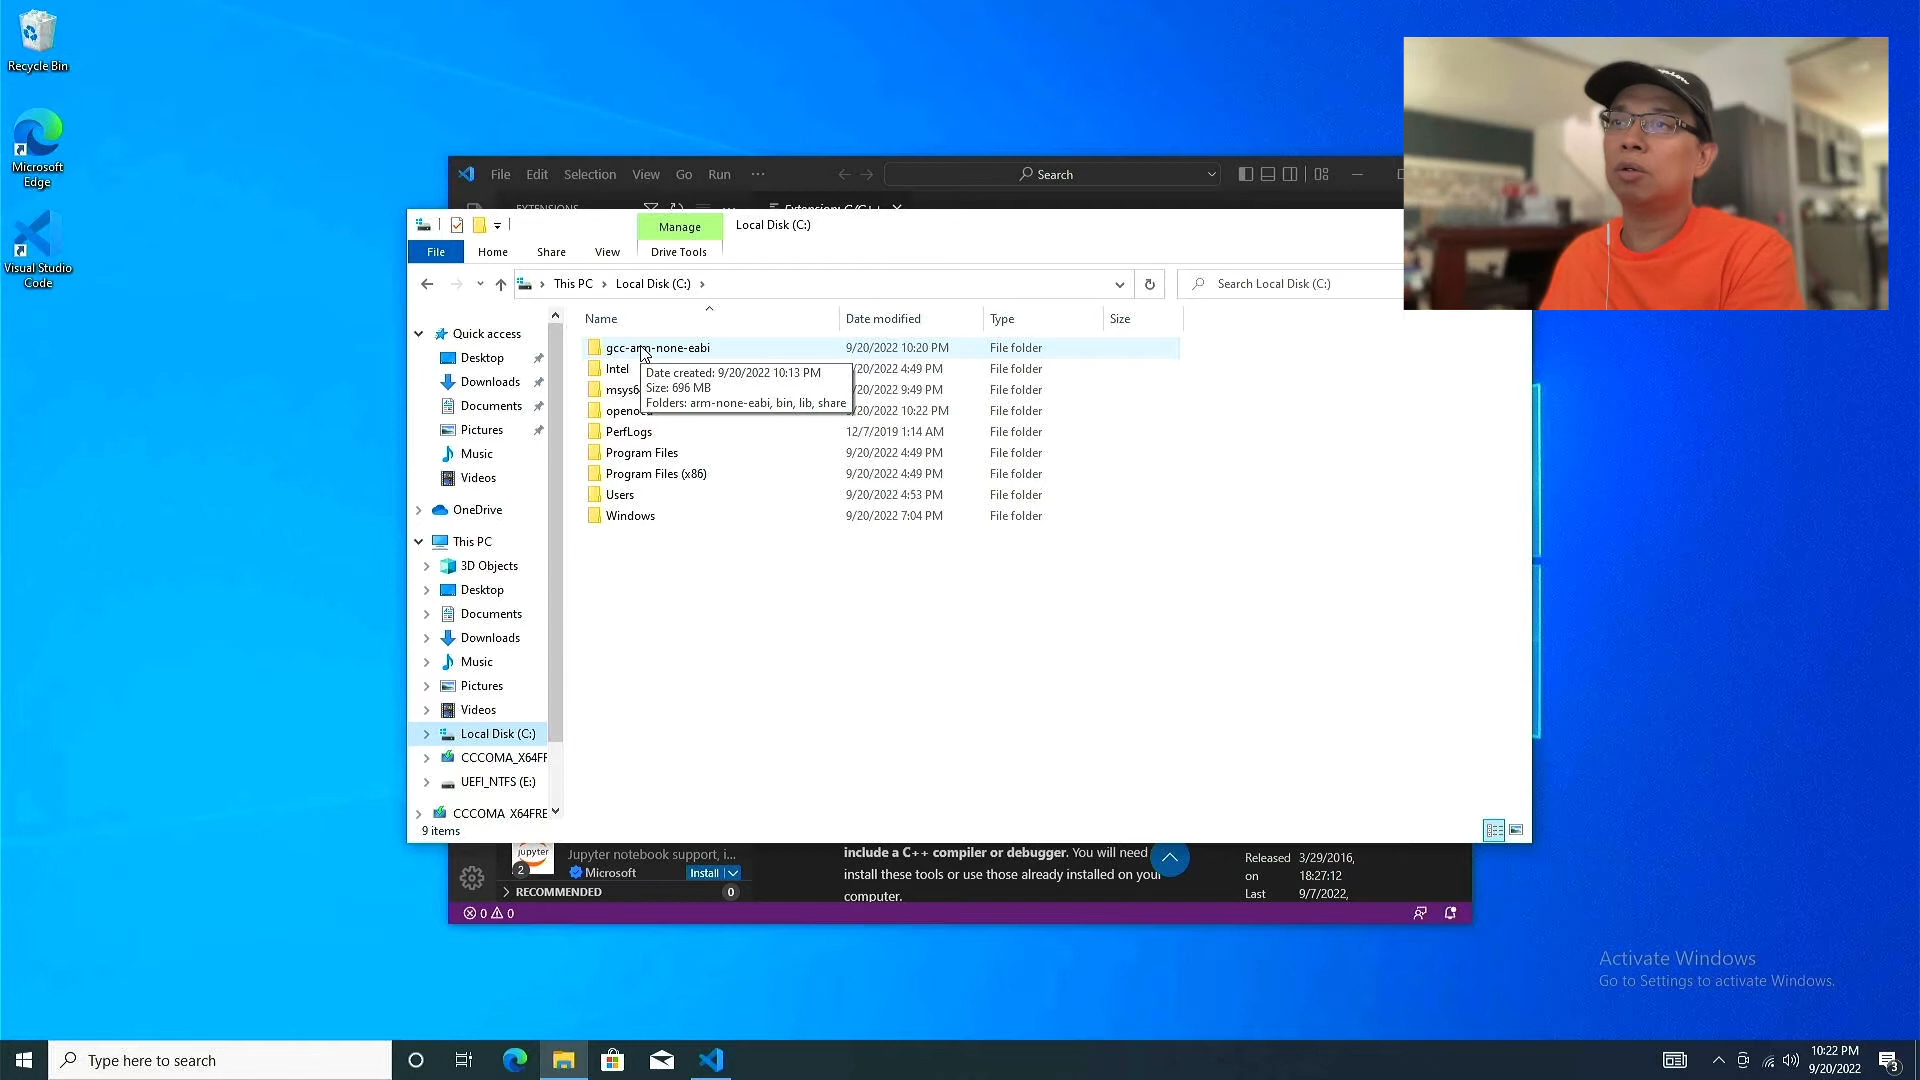 Recycle Bin
Microsoft
Edge
Visual Studio
Code
File Edit Selection View Go Run ···
Search
Manage
Local Disk (C:)
File Home Share View Drive Tools
This PC > Local Disk (C:) >
Search Local Disk (C:)
Name Date modified Type Size
Quick access
Desktop
Downloads
Documents
Pictures
Music
Videos
OneDrive
This PC
3D Objects
Desktop
Documents
Downloads
Music
Pictures
Videos
Local Disk (C:)
CCCOMA_X64FF
UEFI_NTFS (E:)
CCCOMA_X64FRE
gcc-arm-none-eabi 9/20/2022 10:20 PM File folder
Intel /20/2022 4:49 PM File folder
msys6 /20/2022 9:49 PM File folder
/20/2022 10:22 PM File folder
PerfLogs 12/7/2019 1:14 AM File folder
Program Files 9/20/2022 4:49 PM File folder
Program Files (x86) 9/20/2022 4:49 PM File folder
Users 9/20/2022 4:53 PM File folder
Windows 9/20/2022 7:04 PM File folder
Date created: 9/20/2022 10:13 PM
Size: 696 MB
Folders: arm-none-eabi, bin, lib, share
9 items
jupyter
2
Jupyter notebook support, i...
Microsoft Install
RECOMMENDED 0
include a C++ compiler or debugger. You will need
install these tools or use those already installed on your
computer.
Released 3/29/2016,
on 18:27:12
Last 9/7/2022,
0 0
Activate Windows
Go to Settings to activate Windows.
Type here to search
10:22 PM
9/20/2022
3